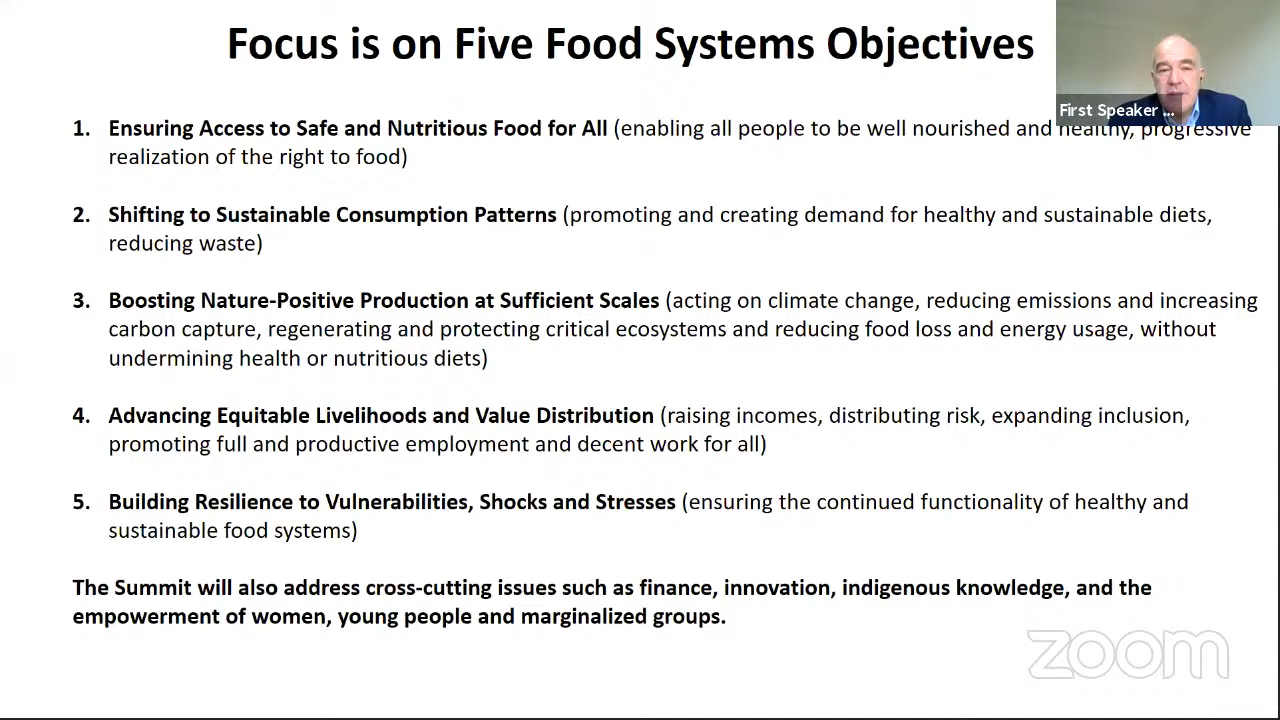 Focus is on Five Food Systems Objectives
First Speaker ...
1. Ensuring Access to Safe and Nutritious Food for All (enabling all people to be well nourished and healthy, progressive
realization of the right to food)
2. Shifting to Sustainable Consumption Patterns (promoting and creating demand for healthy and sustainable diets,
reducing waste)
3. Boosting Nature-Positive Production at Sufficient Scales (acting on climate change, reducing emissions and increasing
carbon capture, regenerating and protecting critical ecosystems and reducing food loss and energy usage, without
undermining health or nutritious diets)
4. Advancing Equitable Livelihoods and Value Distribution (raising incomes, distributing risk, expanding inclusion,
promoting full and productive employment and decent work for all)
5. Building Resilience to Vulnerabilities, Shocks and Stresses (ensuring the continued functionality of healthy and
sustainable food systems)
The Summit will also address cross-cutting issues such as finance, innovation, indigenous knowledge, and the
empowerment of women, young people and marginalized groups.
zoom